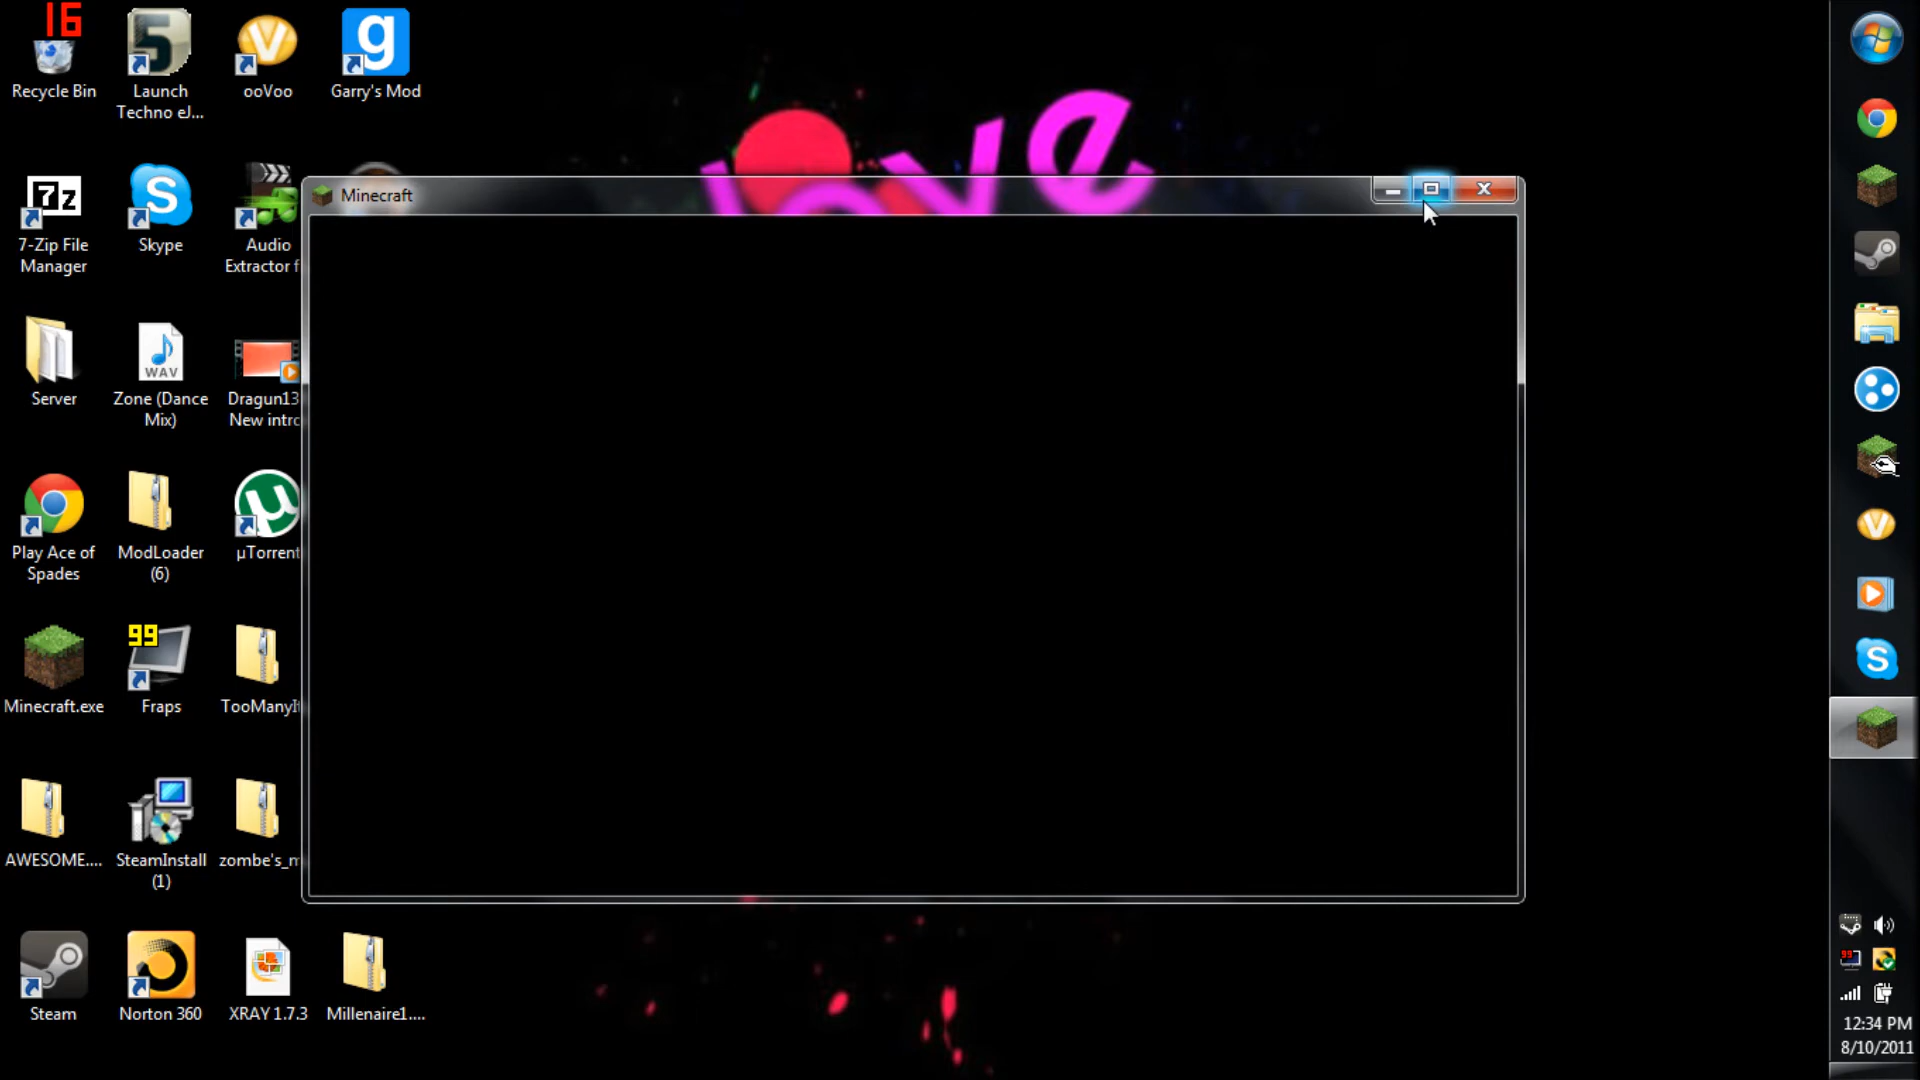 16
Recycle Bin
5
Launch
Techno eJ...
ooVoo
g
Garry's Mod
love
7z
7-Zip File
Manager
S
Skype
Audio
Extractor f
Minecraft
Server
WAV
Zone (Dance
Mix)
Dragun13
New intro
Play Ace of
Spades
ModLoader
(6)
µ
µTorrent
Minecraft.exe
99
Fraps
TooManyI
AWESOME....
SteamInstall
(1)
zombe's_m
Steam
Norton 360
XRAY 1.7.3
Millenaire1....
V
S
99
12:34 PM
8/10/2011